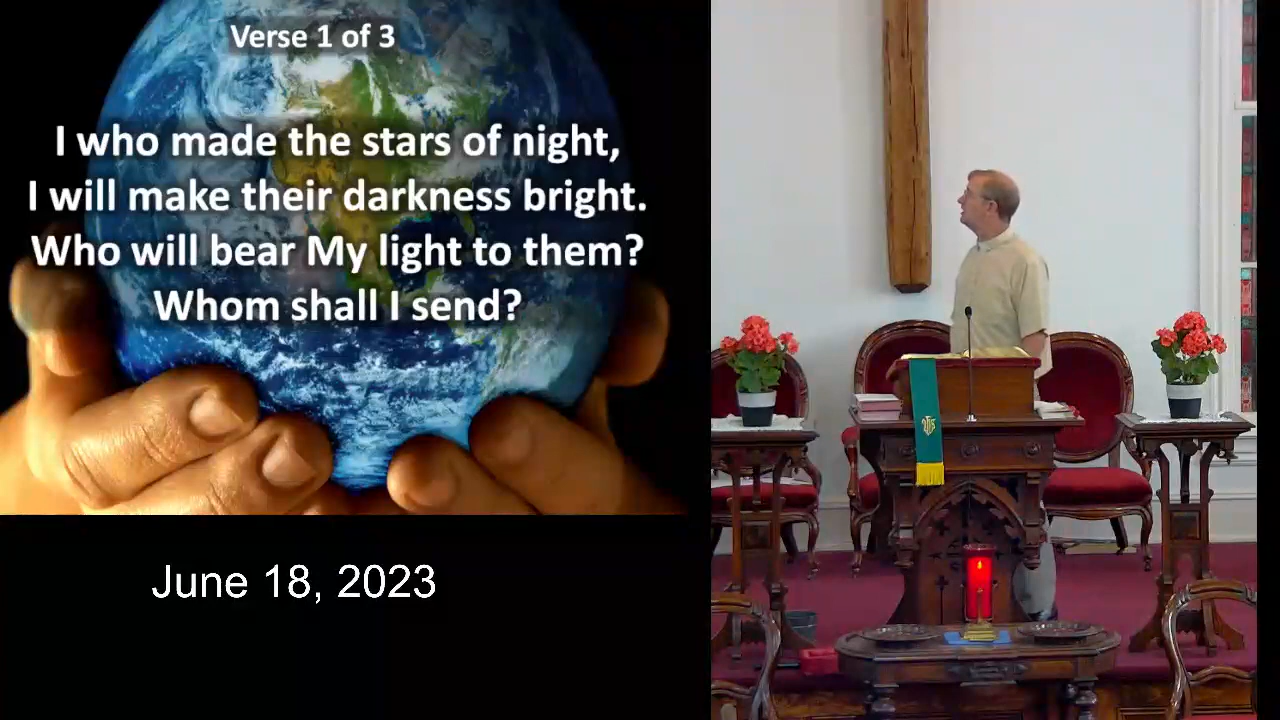 Verse 1 of 3
I who made the stars of night,
I will make their darkness bright.
Who will bear My light to them?
Whom shall I send?
June 18, 2023